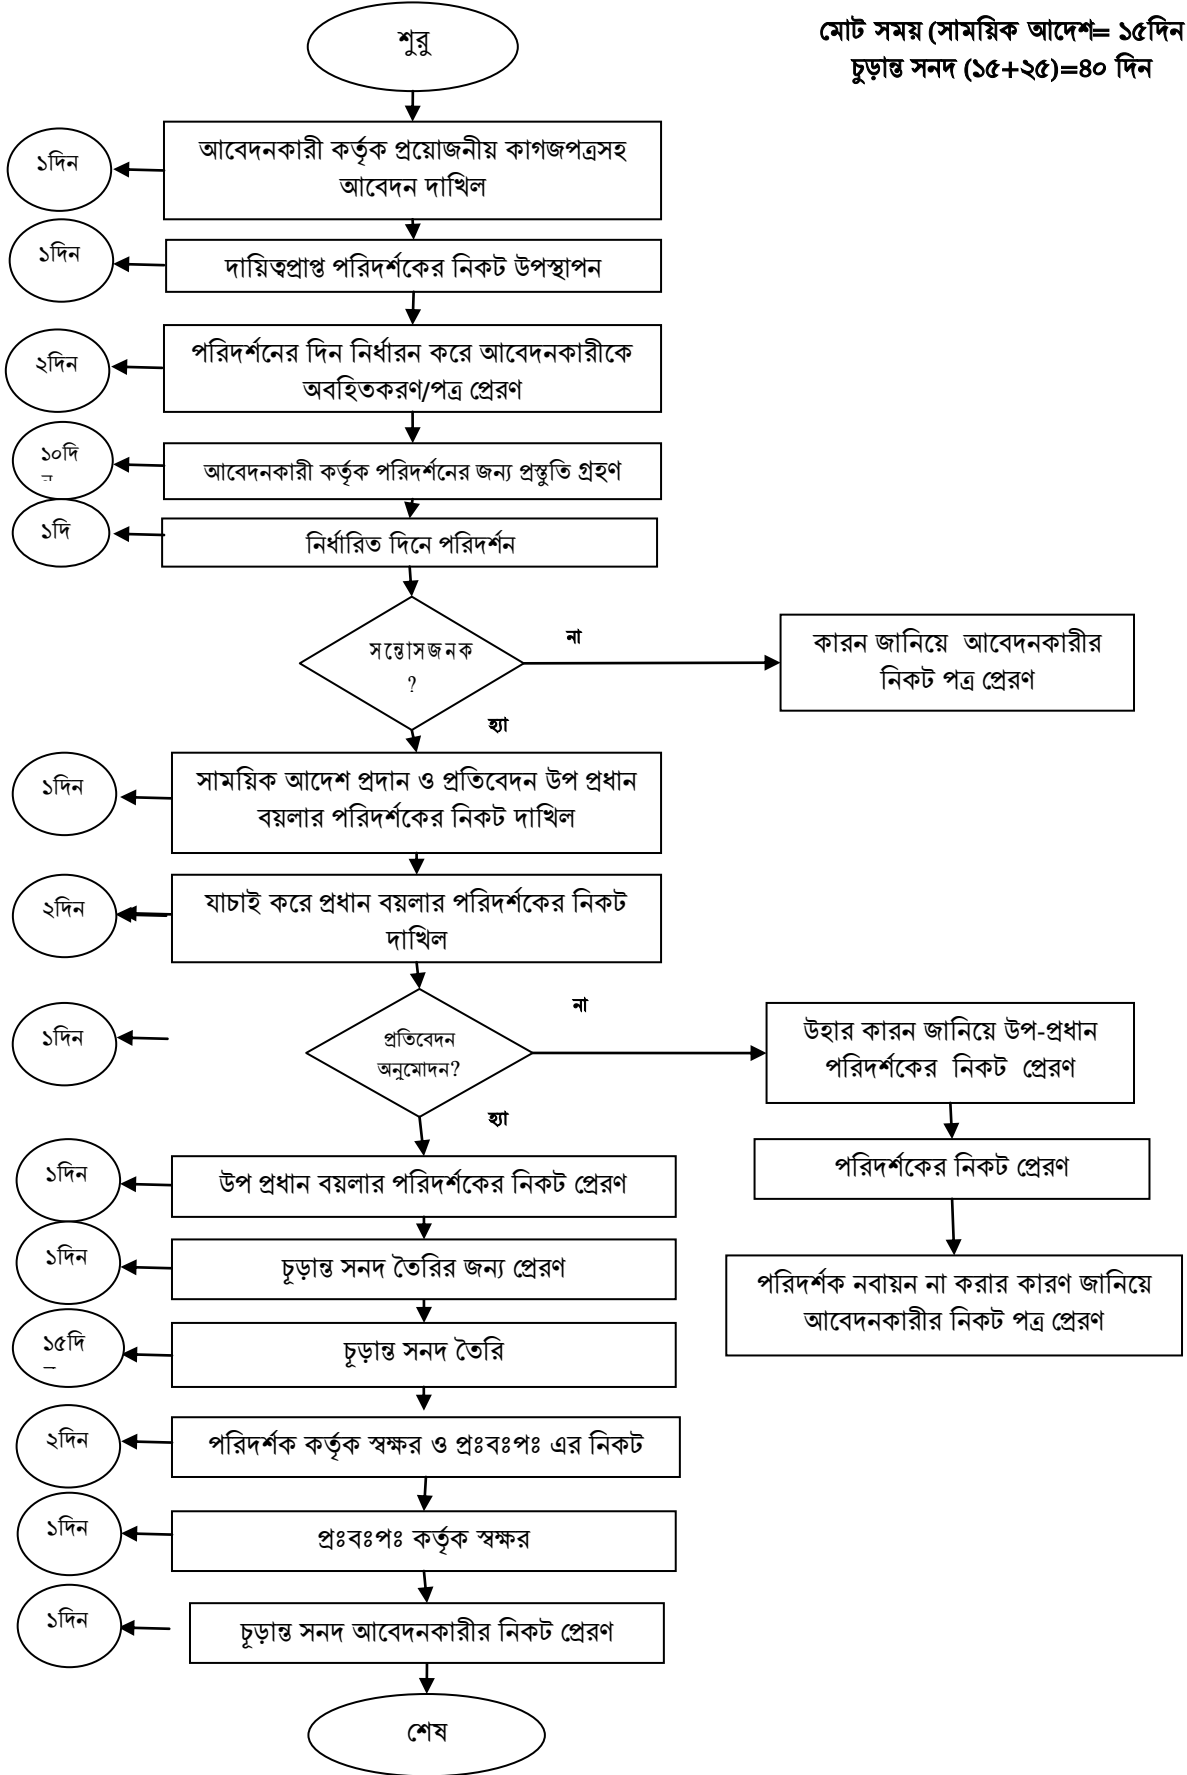 শুরু
মোট সময় (সাময়িক আদেশ= ১৫দিন
চুড়ান্ত সনদ (১৫+২৫)=৪০ দিন
১দিন
আবেদনকারী কর্তৃক প্রয়োজনীয় কাগজপত্রসহ
আবেদন দাখিল
১দিন
দায়িত্বপ্রাপ্ত পরিদর্শকের নিকট উপস্থাপন
২দিন
পরিদর্শনের দিন নির্ধারন করে আবেদনকারীকে
অবহিতকরণ/পত্র প্রেরণ
১০দি
আবেদনকারী কর্তৃক পরিদর্শনের জন্য প্রস্তুতি গ্রহণ
১দি
নির্ধারিত দিনে পরিদর্শন
সন্তোসজনক
?
না
কারন জানিয়ে আবেদনকারীর
নিকট পত্র প্রেরণ
হ্যা
১দিন
সাময়িক আদেশ প্রদান ও প্রতিবেদন উপ প্রধান
বয়লার পরিদর্শকের নিকট দাখিল
২দিন
যাচাই করে প্রধান বয়লার পরিদর্শকের নিকট
দাখিল
১দিন
প্রতিবেদন
অনুমোদন?
না
উহার কারন জানিয়ে উপ-প্রধান
পরিদর্শকের নিকট প্রেরণ
হ্যা
পরিদর্শকের নিকট প্রেরণ
১দিন
উপ প্রধান বয়লার পরিদর্শকের নিকট প্রেরণ
১দিন
চূড়ান্ত সনদ তৈরির জন্য প্রেরণ
পরিদর্শক নবায়ন না করার কারণ জানিয়ে
আবেদনকারীর নিকট পত্র প্রেরণ
১৫দি
চূড়ান্ত সনদ তৈরি
২দিন
পরিদর্শক কর্তৃক স্বক্ষর ও প্রঃবঃপঃ এর নিকট
১দিন
প্রঃবঃপঃ কর্তৃক স্বক্ষর
১দিন
চূড়ান্ত সনদ আবেদনকারীর নিকট প্রেরণ
শেষ